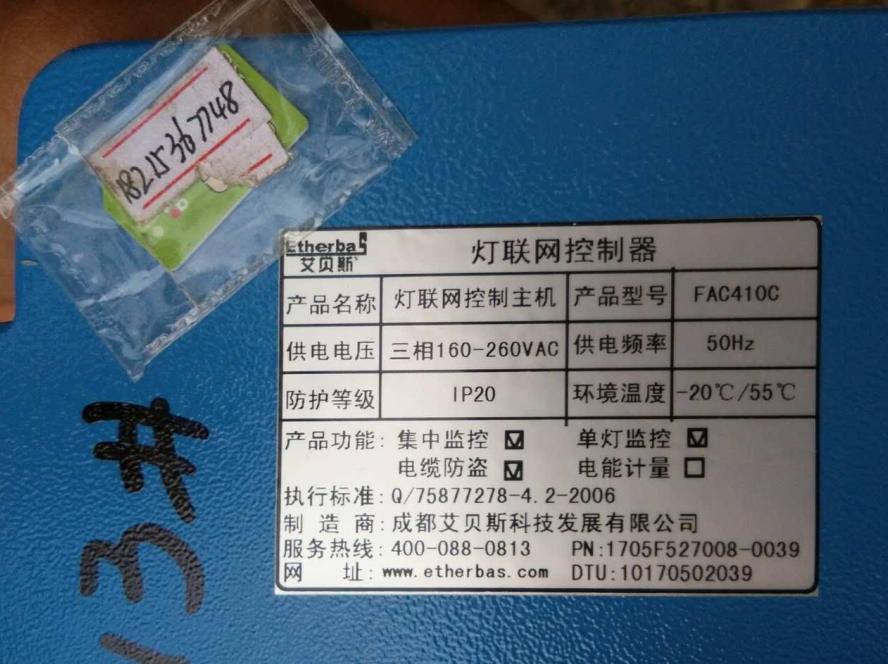 18215367748
Etherbas
艾贝斯
灯联网控制器
产品名称 灯联网控制主机 产品型号 FAC410C
供电电压 三相160-260VAC 供电频率 50Hz
防护等级 IP20 环境温度 -20℃/55℃
产品功能: 集中监控 ☑ 单灯监控 ☑
电缆防盗 ☑ 电能计量 ☐
执行标准: Q/75877278-4.2-2006
制 造 商: 成都艾贝斯科技发展有限公司
服务热线: 400-088-0813 PN:1705F527008-0039
网 址: www.etherbas.com DTU:10170502039
13#